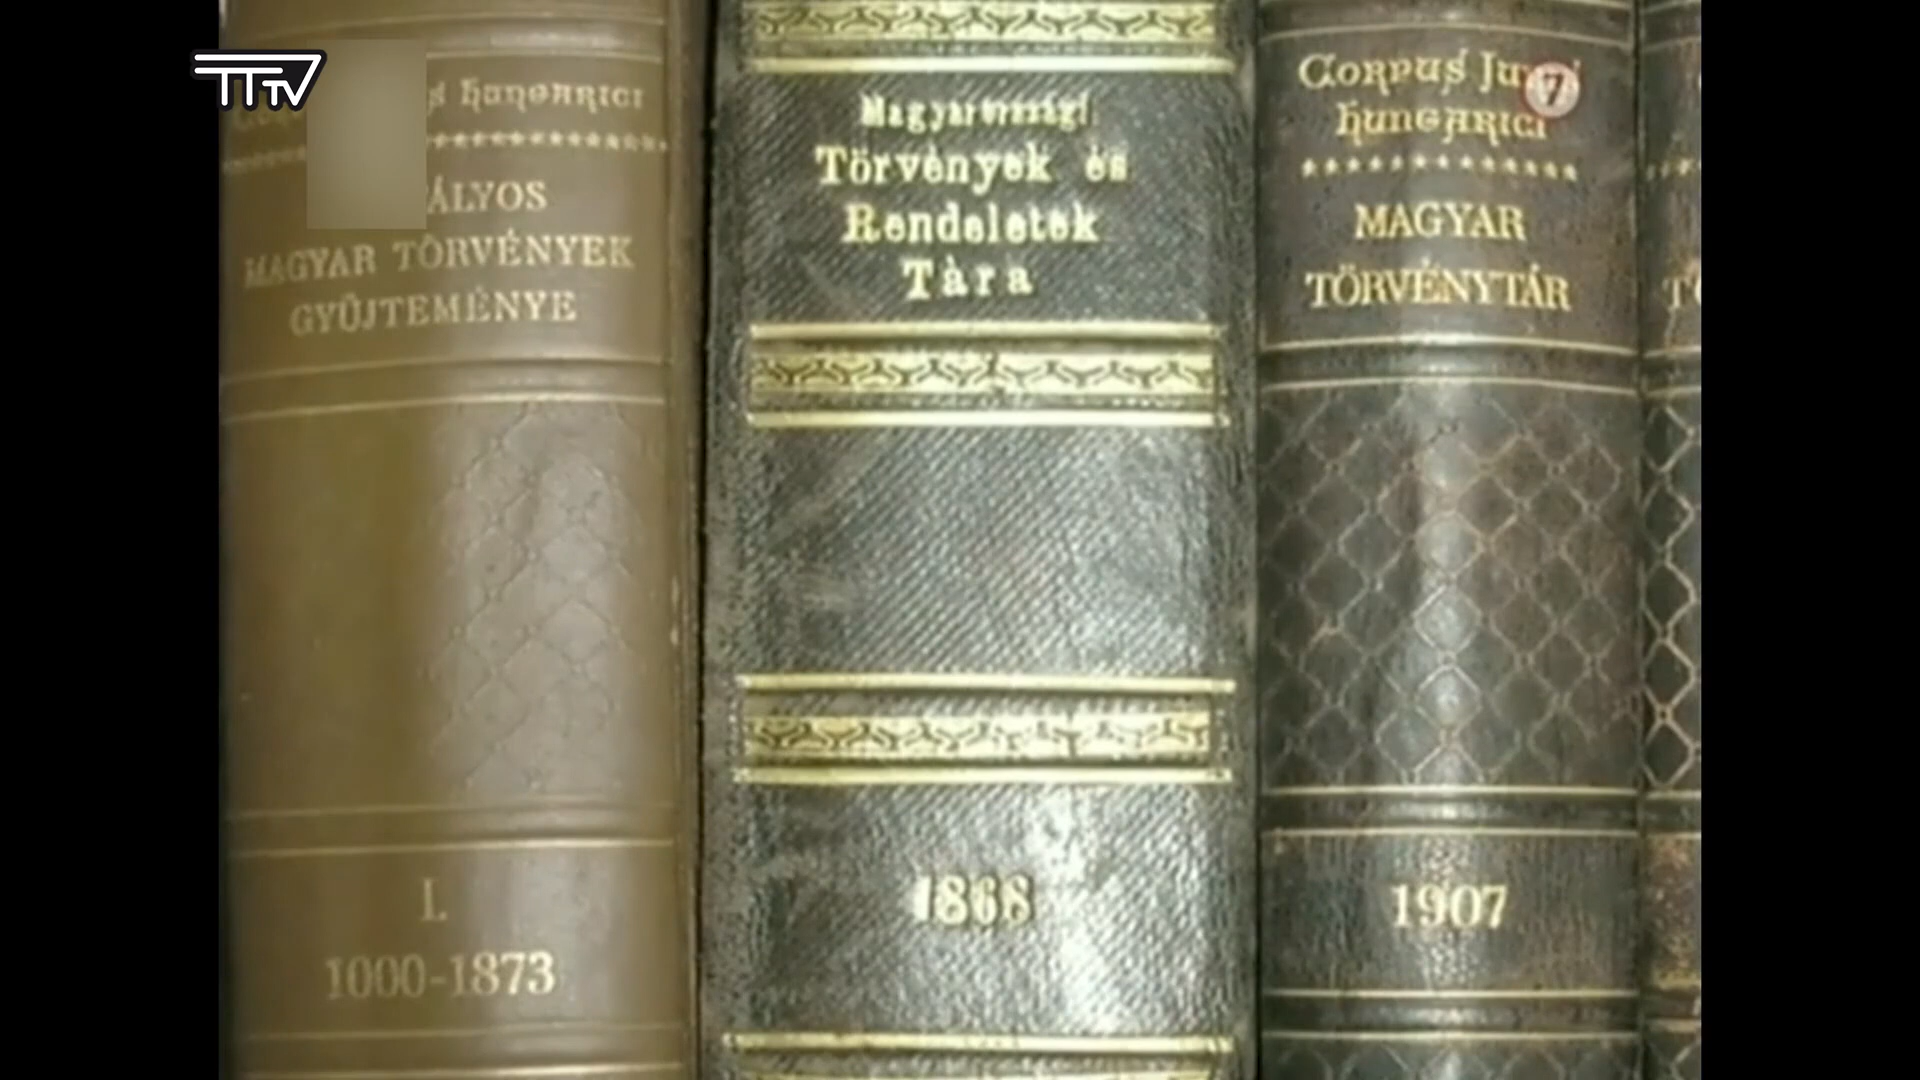 TTTV
Hungarici
ÁLYOS
MAGYAR TÖRVÉNYEK
GYŰJTEMÉNYE
I.
1000-1873
Magyarországi
Törvények és
Rendeletek
Tára
1868
Corpus
7
Hungarici
MAGYAR
TÖRVÉNYTÁR
1907